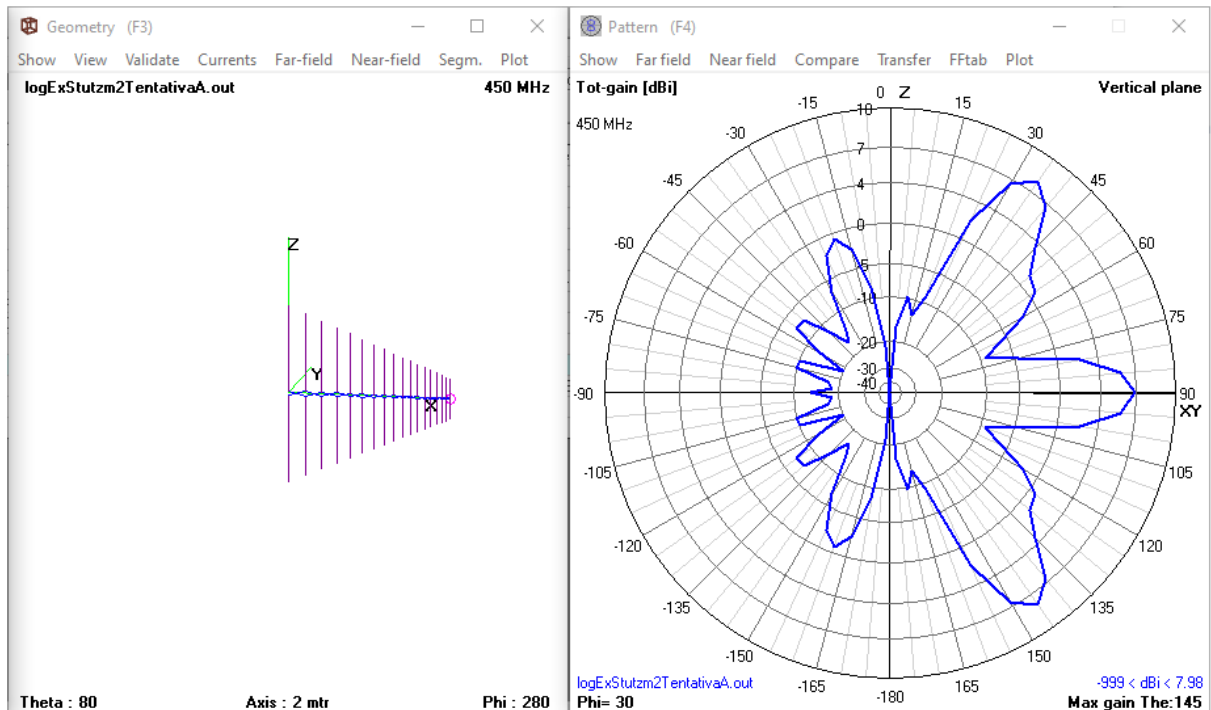 Geometry (F3)
Show View Validate Currents Far-field Near-field Segm. Plot
logExStutzm2TentativaA.out 450 MHz
Z
Y
X
Theta : 80 Axis : 2 mtr Phi : 280
Pattern (F4)
Show Far field Near field Compare Transfer FFtab Plot
Tot-gain [dBi] Vertical plane
450 MHz
0 Z
-15 15
10
-30 30
7
-45 45
4
-60 60
0
-75 75
-5
-10
-20
-30
-40
-90 90
XY
-105 105
-120 120
-135 135
-150 150
-165 165
-180
logExStutzm2TentativaA.out -999 < dBi < 7.98
Phi= 30 Max gain The:145